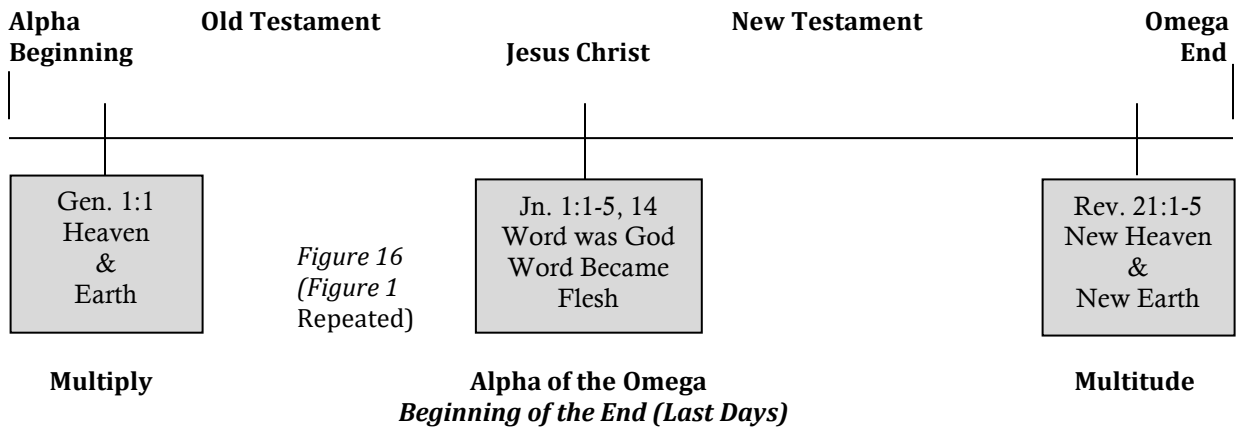 Alpha Old Testament New Testament Omega
Beginning Jesus Christ End
Gen. 1:1
Heaven
&
Earth
Figure 16
(Figure 1
Repeated)
Jn. 1:1-5, 14
Word was God
Word Became
Flesh
Rev. 21:1-5
New Heaven
&
New Earth
Multiply Alpha of the Omega Multitude
Beginning of the End (Last Days)